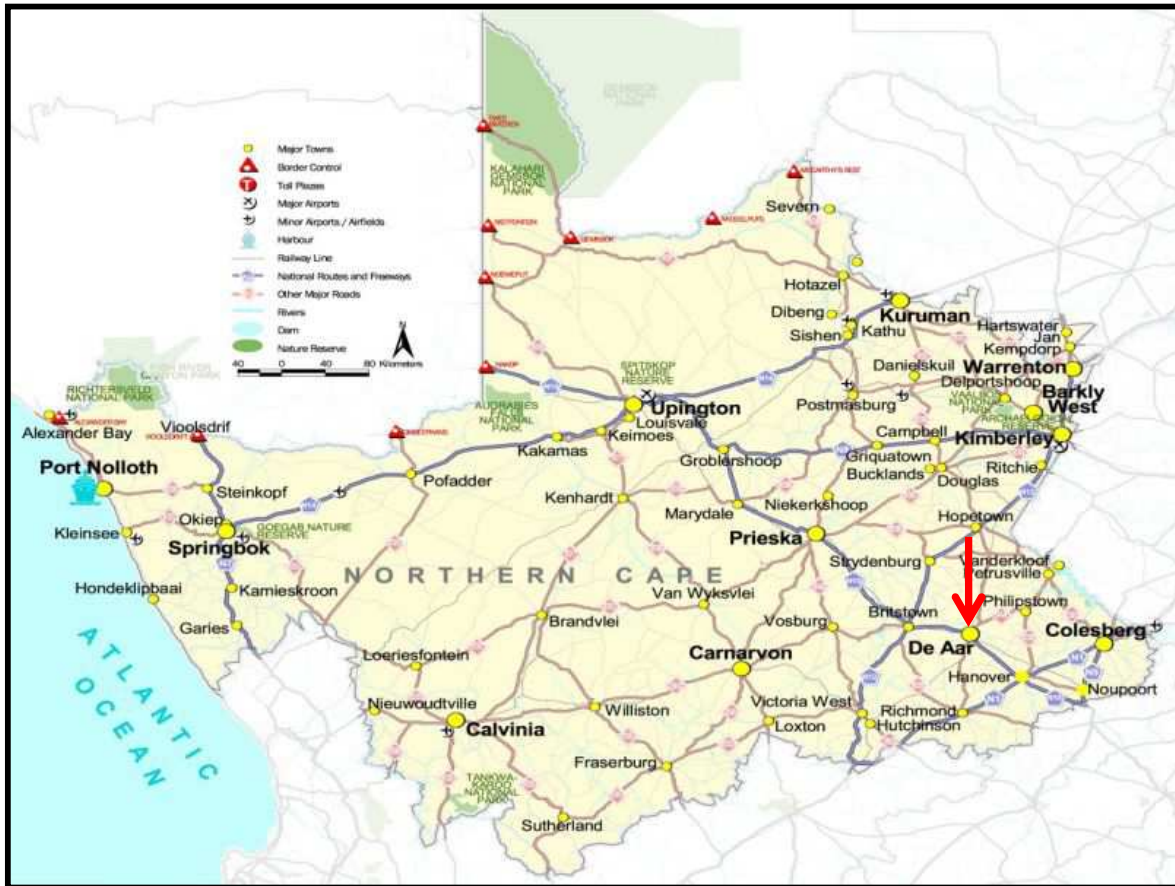 Major Towns
Border Control
Toll Plazas
Major Airports
Minor Airports / Airfields
Harbour
Railway Line
National Routes and Freeways
Other Major Roads
Rivers
Dam
Nature Reserve
N
40 0 40 80 Kilometers
KALAHARI
GEMSBOK
NATIONAL
PARK
Severn
Hotazel
Kuruman
Dibeng
Sishen
Kathu
Hartswater
Jan
Kempdorp
Danielskuil
Warrenton
Delportshoop
Barkly
West
Postmasburg
SPITSKOP
NATURE
RESERVE
Upington
Louisvale
Keimoes
Kakamas
NATIONAL
PARK
RICHTERSVELD
NATIONAL PARK
Alexander Bay
Vioolsdrif
Campbell
Kimberley
Griquatown
Groblershoop
Bucklands
Ritchie
Douglas
Port Nolloth
Steinkopf
Pofadder
Kenhardt
Marydale
Niekerkshoop
Okiep
GOEGAB NATURE
RESERVE
Kleinsee
Springbok
Prieska
Hopetown
Strydenburg
Vanderkloof
Petrusville
Hondeklipbaai
Kamieskroon
NORTHERN CAPE
Van Wyksvlei
Britstown
Philipstown
Garies
Brandvlei
Vosburg
Colesberg
De Aar
Loeriesfontein
Carnarvon
Hanover
Noupoort
Nieuwoudtville
Williston
Victoria West
Richmond
Calvinia
Loxton
Hutchinson
Fraserburg
TANKWA-
KAROO
NATIONAL
PARK
Sutherland
ATLANTIC
OCEAN